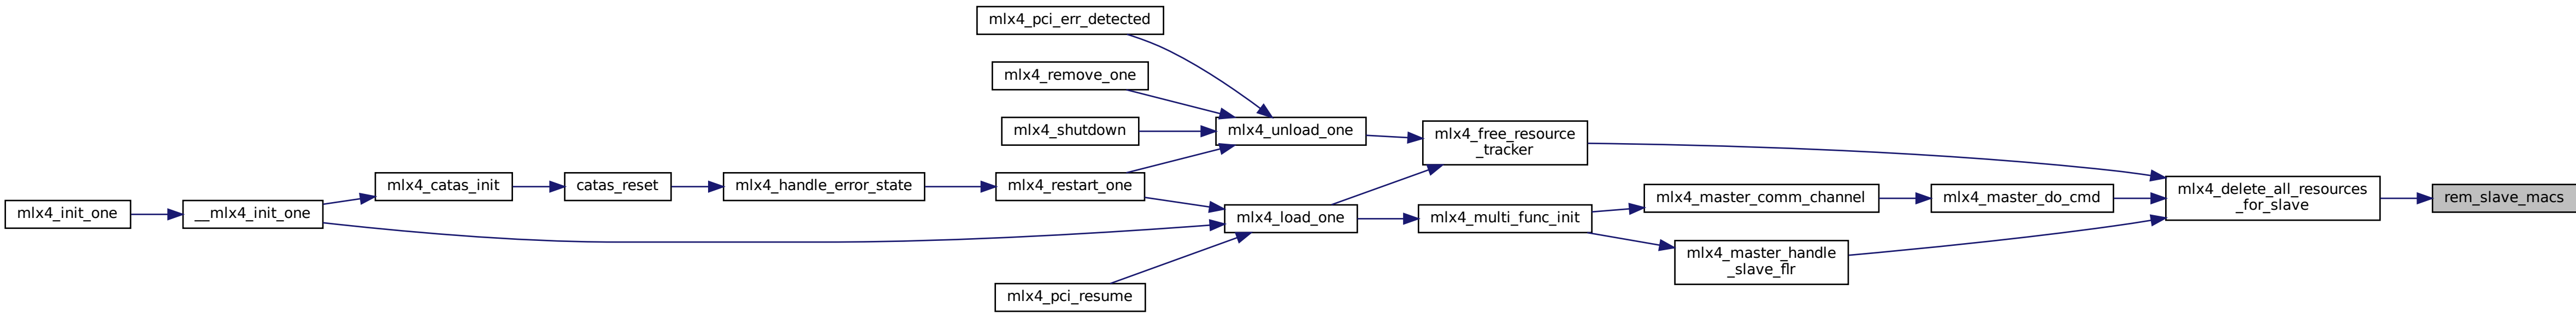 mlx4_pci_err_detected
mlx4_remove_one
mlx4_shutdown
mlx4_unload_one
mlx4_free_resource
_tracker
mlx4_init_one
__mlx4_init_one
mlx4_catas_init
catas_reset
mlx4_handle_error_state
mlx4_restart_one
mlx4_load_one
mlx4_multi_func_init
mlx4_master_comm_channel
mlx4_master_do_cmd
mlx4_delete_all_resources
_for_slave
rem_slave_macs
mlx4_master_handle
_slave_flr
mlx4_pci_resume